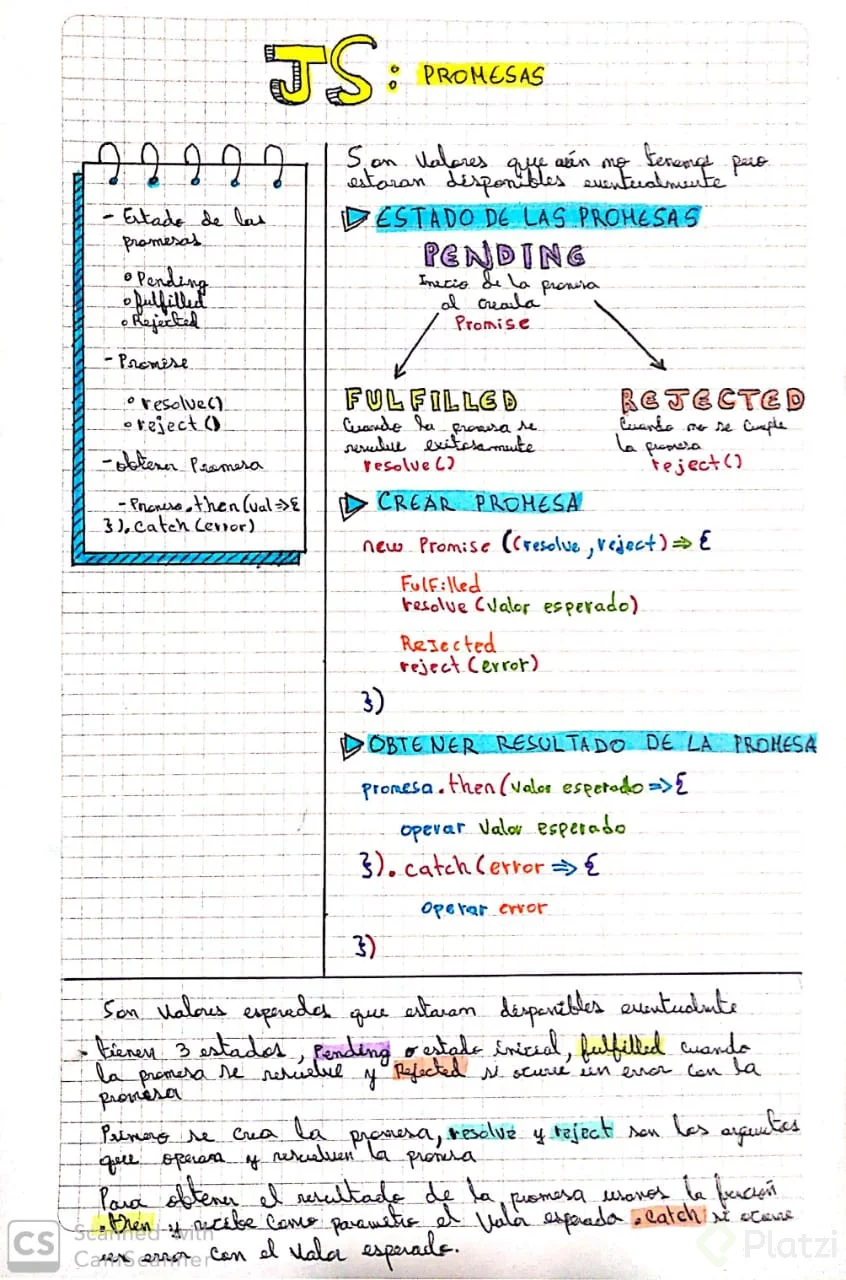 JS: PROMESAS
- Estado de las
promesas
Pending
fulfilled
Rejected
- Promise
resolve()
reject()
- obtener Promesa
- Promise.then(val => {
}).catch(error)
Son valores que aún no tenemos pero
estaran disponibles eventualmente
ESTADO DE LAS PROMESAS
PENDING
Inicio de la promesa
al crearla
Promise
FULFILLED
Cuando la promesa se
resuelve exitosamente
resolve()
REJECTED
Cuando no se cumple
la promesa
reject()
CREAR PROMESA
new Promise ((resolve, reject) => {
Fulfilled
resolve (valor esperado)
Rejected
reject (error)
})
OBTENER RESULTADO DE LA PROMESA
promesa.then(valor esperado => {
operar valor esperado
}).catch(error => {
operar error
})
Son valores esperados que estaran disponibles eventualmente
- tienen 3 estados, Pending o estado inicial, fulfilled cuando
la promesa se resuelve y Rejected si ocurre un error con la
promesa
Primero se crea la promesa, resolve y reject son los argumentos
que operan y resuelven la promesa
Para obtener el resultado de la promesa usamos la función
.then y recibe como parametro el valor esperado .catch si ocurre
un error con el valor esperado.
CS Scanned with
CamScanner
Platzi